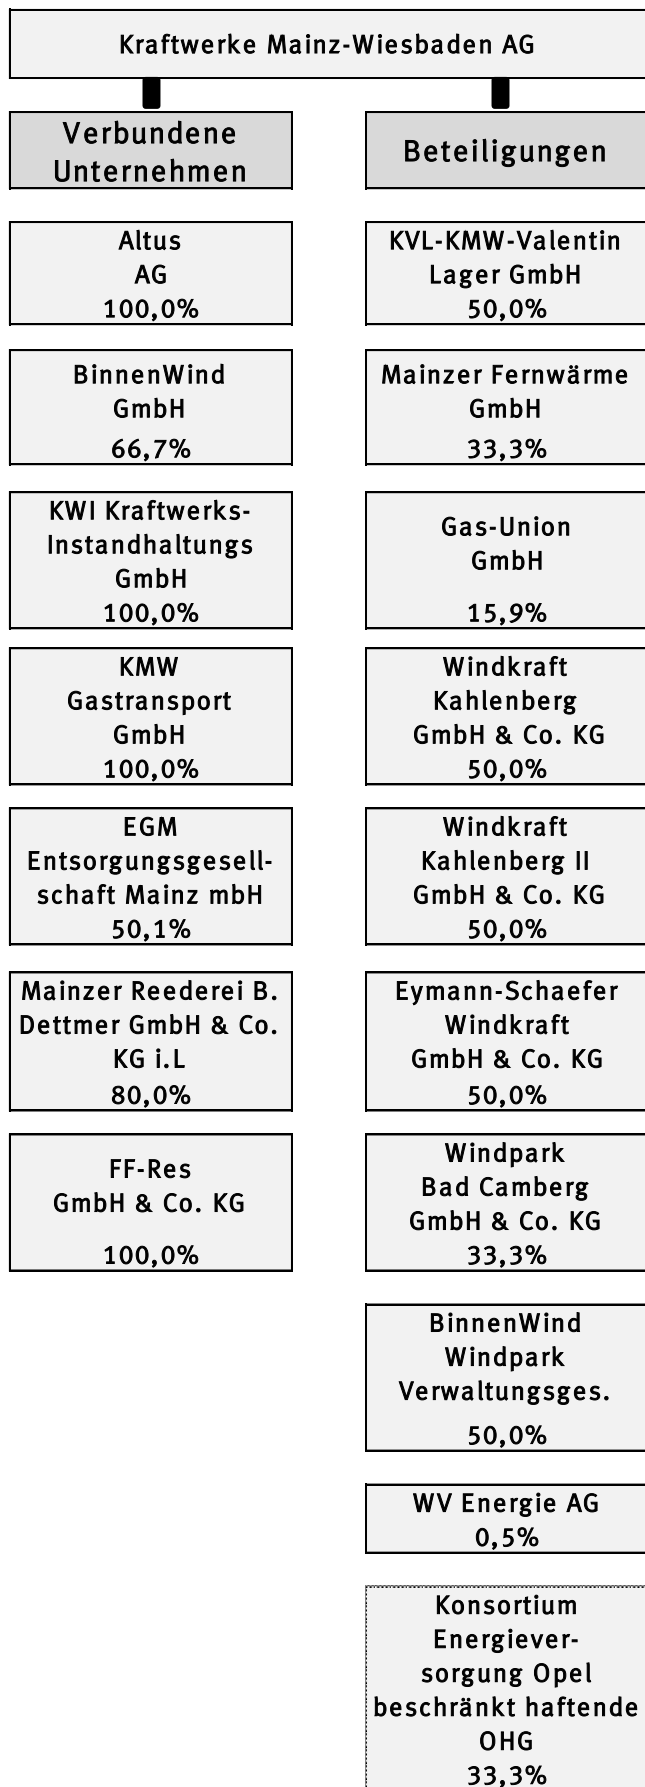 Kraftwerke Mainz-Wiesbaden AG
Verbundene
Unternehmen
Altus
AG
100,0%
BinnenWind
GmbH
66,7%
KWI Kraftwerks-
Instandhaltungs
GmbH
100,0%
KMW
Gastransport
GmbH
100,0%
EGM
Entsorgungsgesell-
schaft Mainz mbH
50,1%
Mainzer Reederei B.
Dettmer GmbH & Co.
KG i.L
80,0%
FF-Res
GmbH & Co. KG
100,0%
Beteiligungen
KVL-KMW-Valentin
Lager GmbH
50,0%
Mainzer Fernwärme
GmbH
33,3%
Gas-Union
GmbH
15,9%
Windkraft
Kahlenberg
GmbH & Co. KG
50,0%
Windkraft
Kahlenberg II
GmbH & Co. KG
50,0%
Eymann-Schaefer
Windkraft
GmbH & Co. KG
50,0%
Windpark
Bad Camberg
GmbH & Co. KG
33,3%
BinnenWind
Windpark
Verwaltungsges.
50,0%
WV Energie AG
0,5%
Konsortium
Energiever-
sorgung Opel
beschränkt haftende
OHG
33,3%